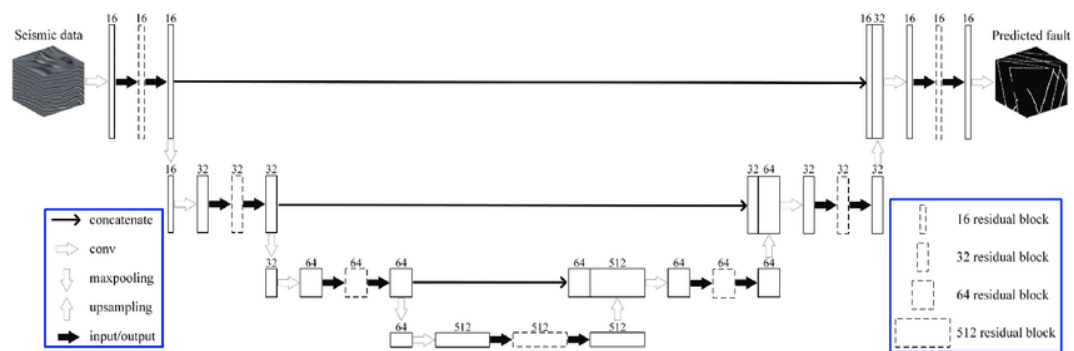 16 16 16 16 32 16 16 16
Seismic data Predicted fault
16 32 32 32 32 64 32 32 32
concatenate 16 residual block
conv
32 64 64 64 64 512 64 64 64
maxpooling 32 residual block
upsampling 64 residual block
64 512 512 512
input/output 512 residual block